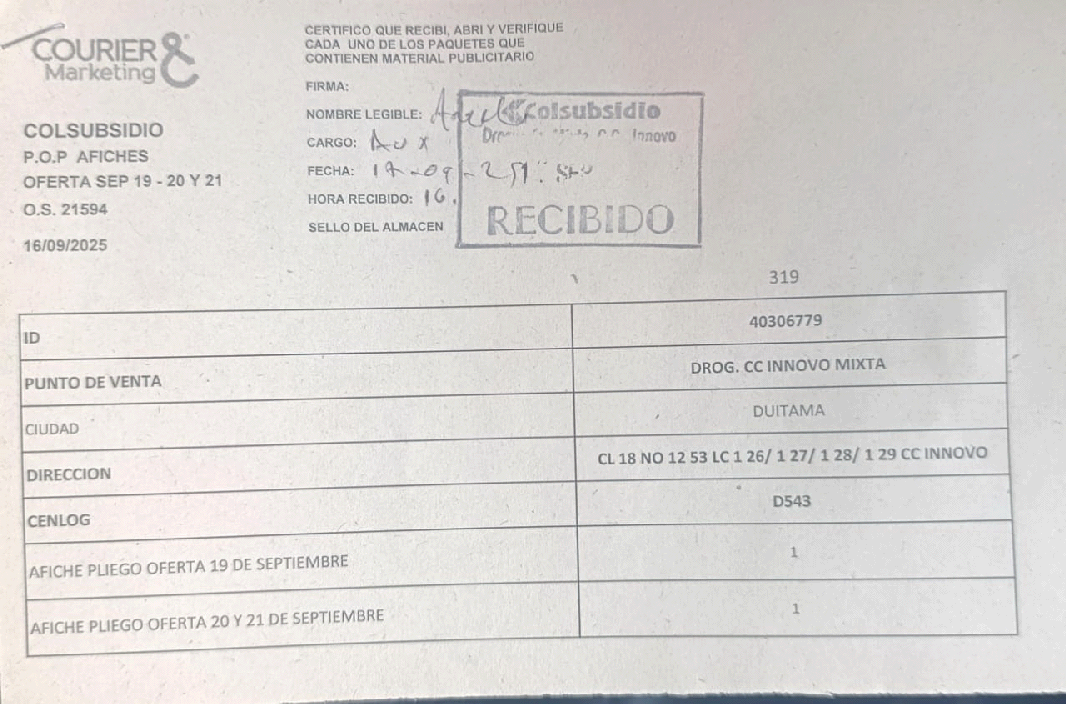 COURIER &
Marketing
COLSUBSIDIO
P.O.P AFICHES
OFERTA SEP 19 - 20 Y 21
O.S. 21594
16/09/2025
CERTIFICO QUE RECIBI, ABRI Y VERIFIQUE
CADA UNO DE LOS PAQUETES QUE
CONTIENEN MATERIAL PUBLICITARIO
FIRMA:
NOMBRE LEGIBLE:
CARGO: Aux
FECHA:
HORA RECIBIDO:
SELLO DEL ALMACEN
Colsubsidio
Innovo
RECIBIDO
319
ID 40306779
PUNTO DE VENTA DROG. CC INNOVO MIXTA
CIUDAD DUITAMA
DIRECCION CL 18 NO 12 53 LC 1 26/ 1 27/ 1 28/ 1 29 CC INNOVO
CENLOG D543
AFICHE PLIEGO OFERTA 19 DE SEPTIEMBRE 1
AFICHE PLIEGO OFERTA 20 Y 21 DE SEPTIEMBRE 1